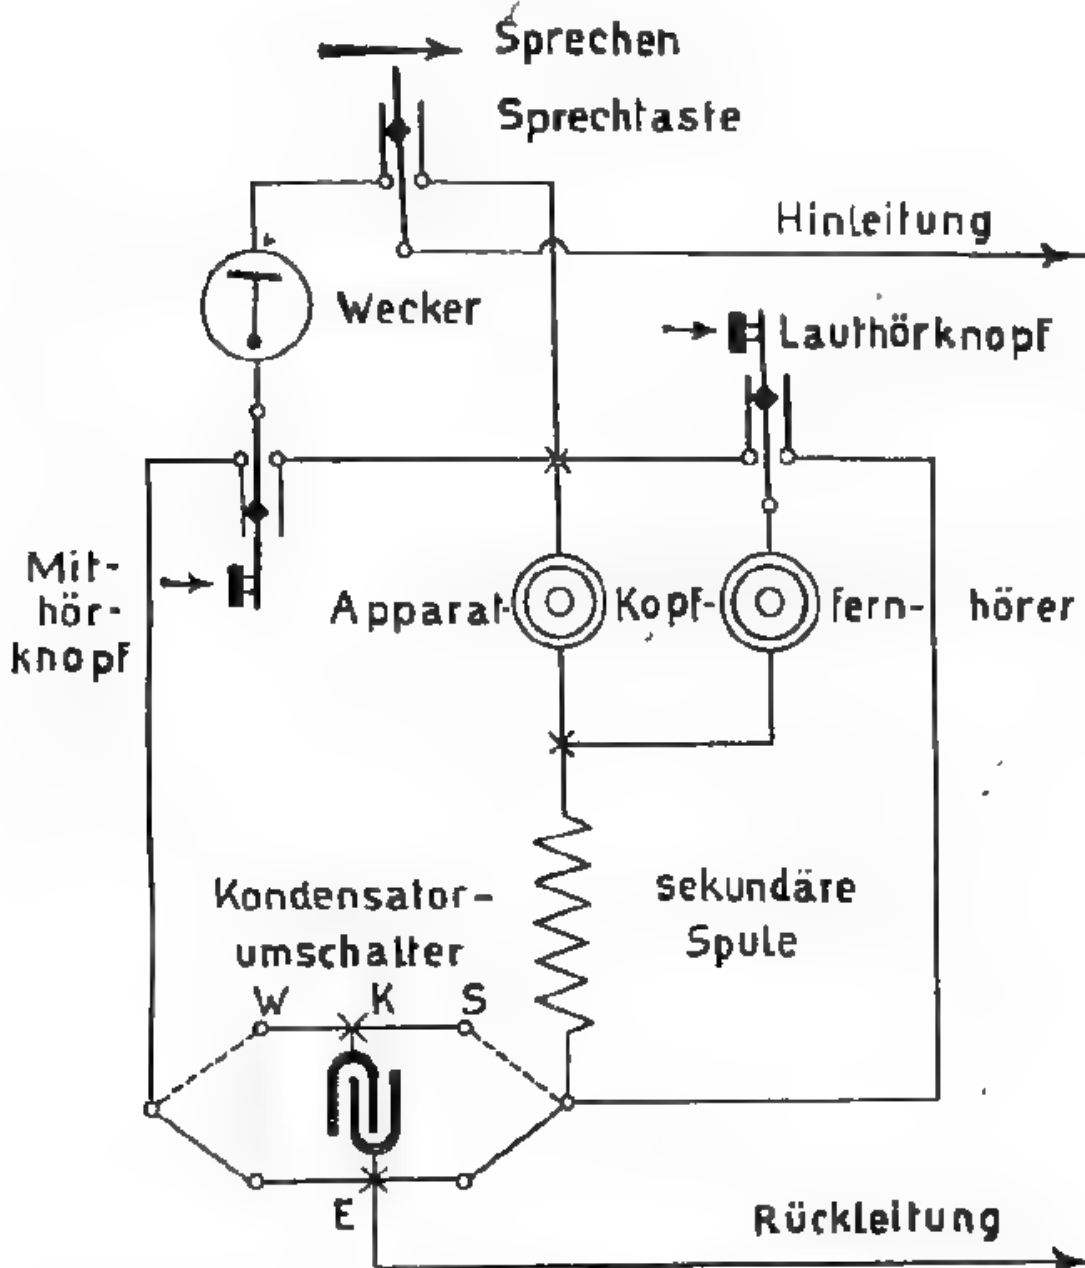 Sprechen
Sprechtaste
Hinleitung
Wecker
Lauthörknopf
Mit-
hör-
knopf
Apparat- Kopf- fern- hörer
Kondensator-
umschalter
sekundäre
Spule
W K S
E
Rückleitung